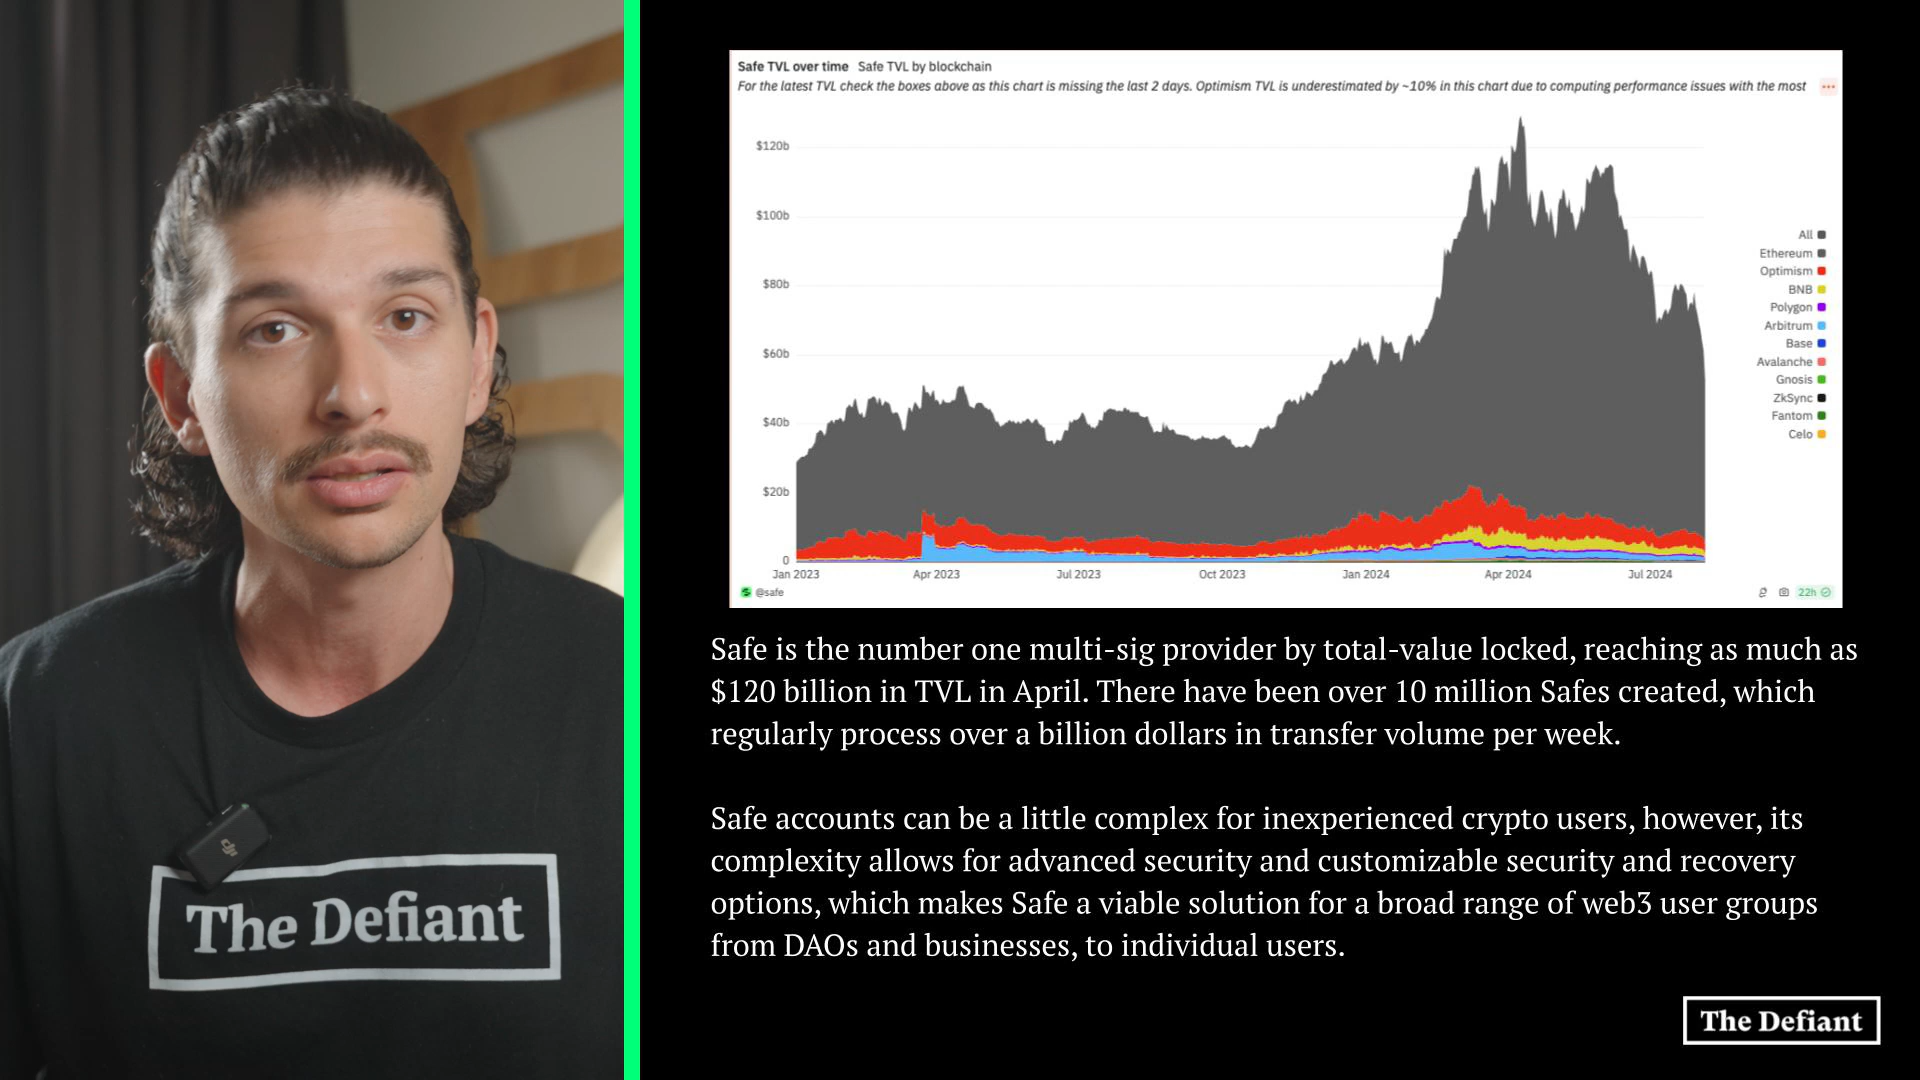 Safe TVL over time Safe TVL by blockchain
For the latest TVL check the boxes above as this chart is missing the last 2 days. Optimism TVL is underestimated by ~10% in this chart due to computing performance issues with the most
$120b
$100b
$80b
$60b
$40b
$20b
0
Jan 2023 Apr 2023 Jul 2023 Oct 2023 Jan 2024 Apr 2024 Jul 2024
All
Ethereum
Optimism
BNB
Polygon
Arbitrum
Base
Avalanche
Gnosis
ZkSync
Fantom
Celo
@safe
22h
Safe is the number one multi-sig provider by total-value locked, reaching as much as
$120 billion in TVL in April. There have been over 10 million Safes created, which
regularly process over a billion dollars in transfer volume per week.
Safe accounts can be a little complex for inexperienced crypto users, however, its
complexity allows for advanced security and customizable security and recovery
options, which makes Safe a viable solution for a broad range of web3 user groups
from DAOs and businesses, to individual users.
The Defiant
dji
The Defiant